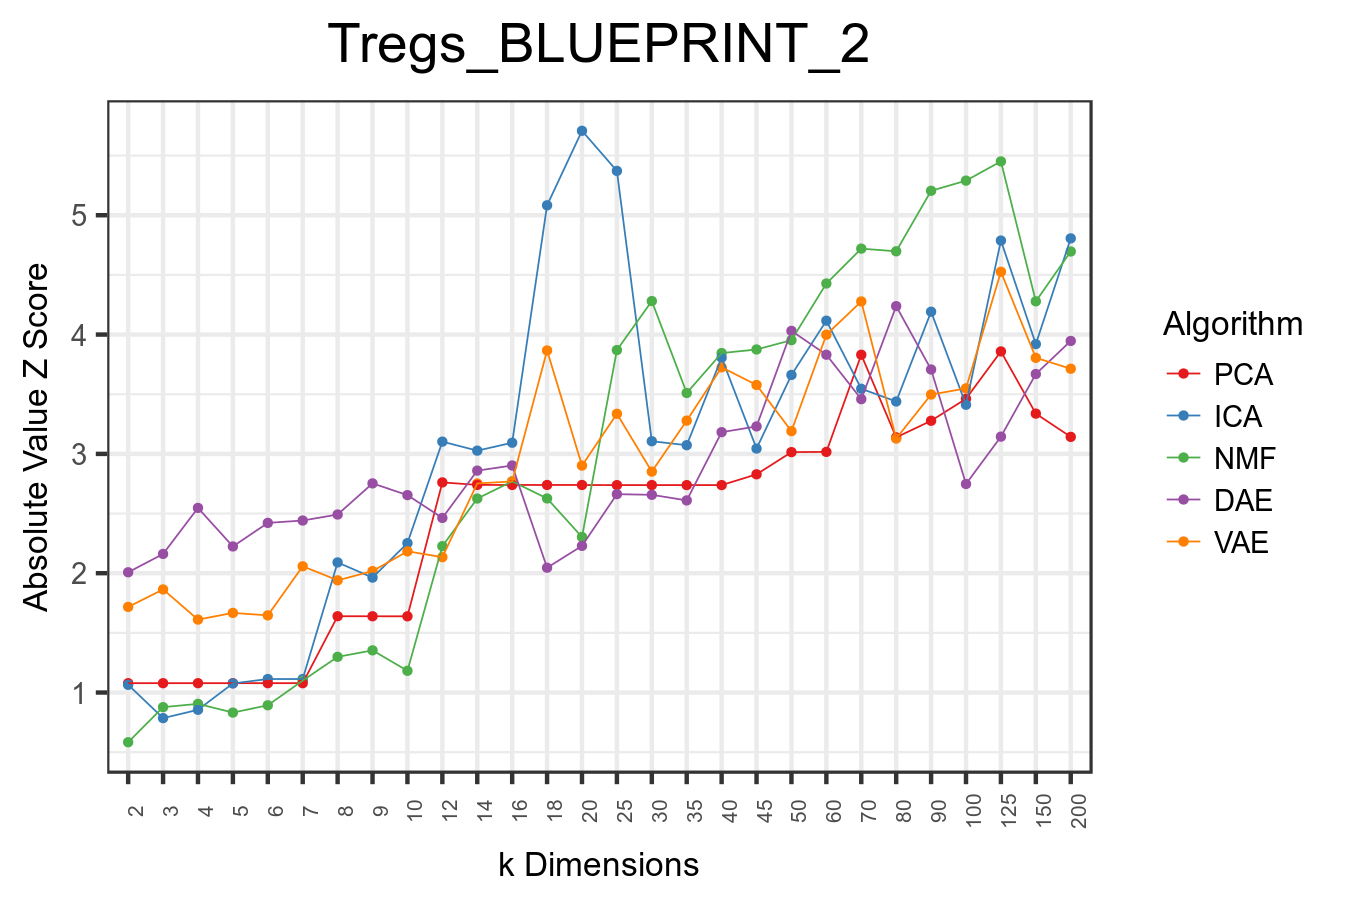 Tregs_BLUEPRINT_2
Absolute Value Z Score
5
4
3
2
1
2 3 4 5 6 7 8 9 10 12 14 16 18 20 25 30 35 40 45 50 60 70 80 90 100 125 150 200
k Dimensions
Algorithm
PCA
ICA
NMF
DAE
VAE